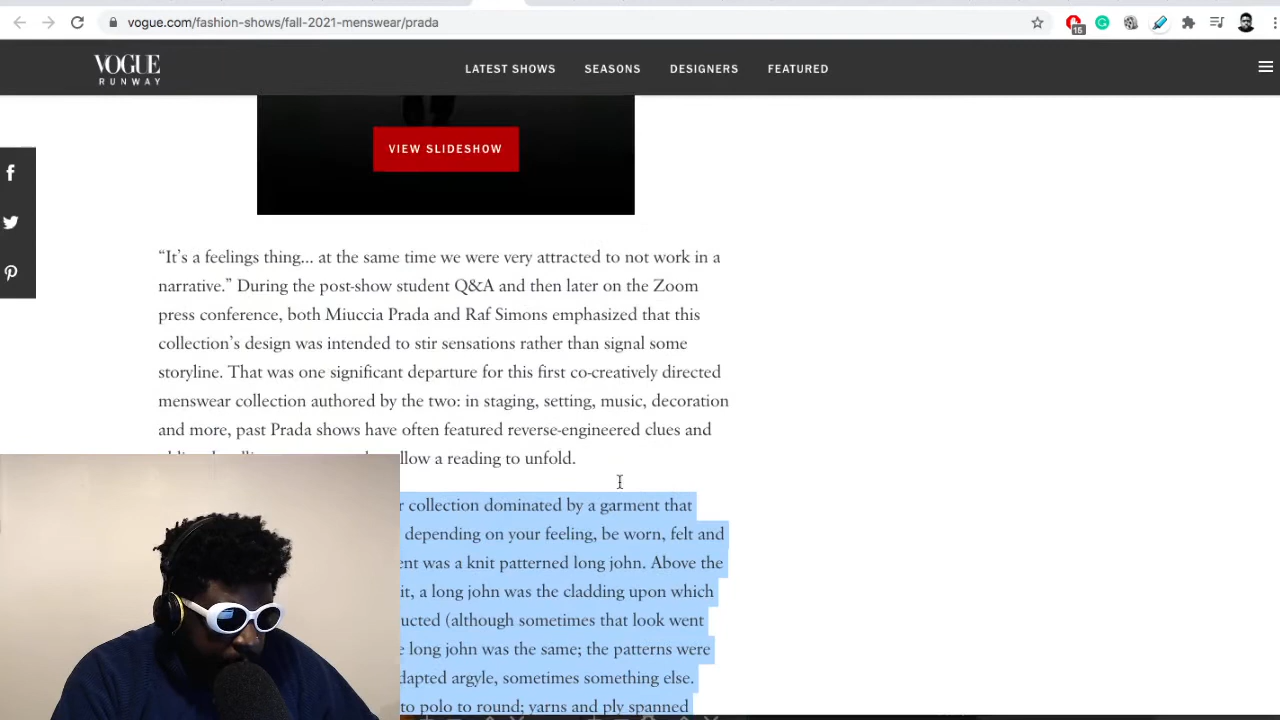 vogue.com/fashion-shows/fall-2021-menswear/prada
15
VOGUE
RUNWAY
LATEST SHOWS
SEASONS
DESIGNERS
FEATURED
VIEW SLIDESHOW
“It’s a feelings thing… at the same time we were very attracted to not work in a
narrative.” During the post-show student Q&A and then later on the Zoom
press conference, both Miuccia Prada and Raf Simons emphasized that this
collection’s design was intended to stir sensations rather than signal some
storyline. That was one significant departure for this first co-creatively directed
menswear collection authored by the two: in staging, setting, music, decoration
and more, past Prada shows have often featured reverse-engineered clues and
a reading to unfold.
collection dominated by a garment that
depending on your feeling, be worn, felt and
was a knit patterned long john. Above the
a long john was the cladding upon which
(although sometimes that look went
long john was the same; the patterns were
argyle, sometimes something else.
to polo to round; yarns and ply spanned